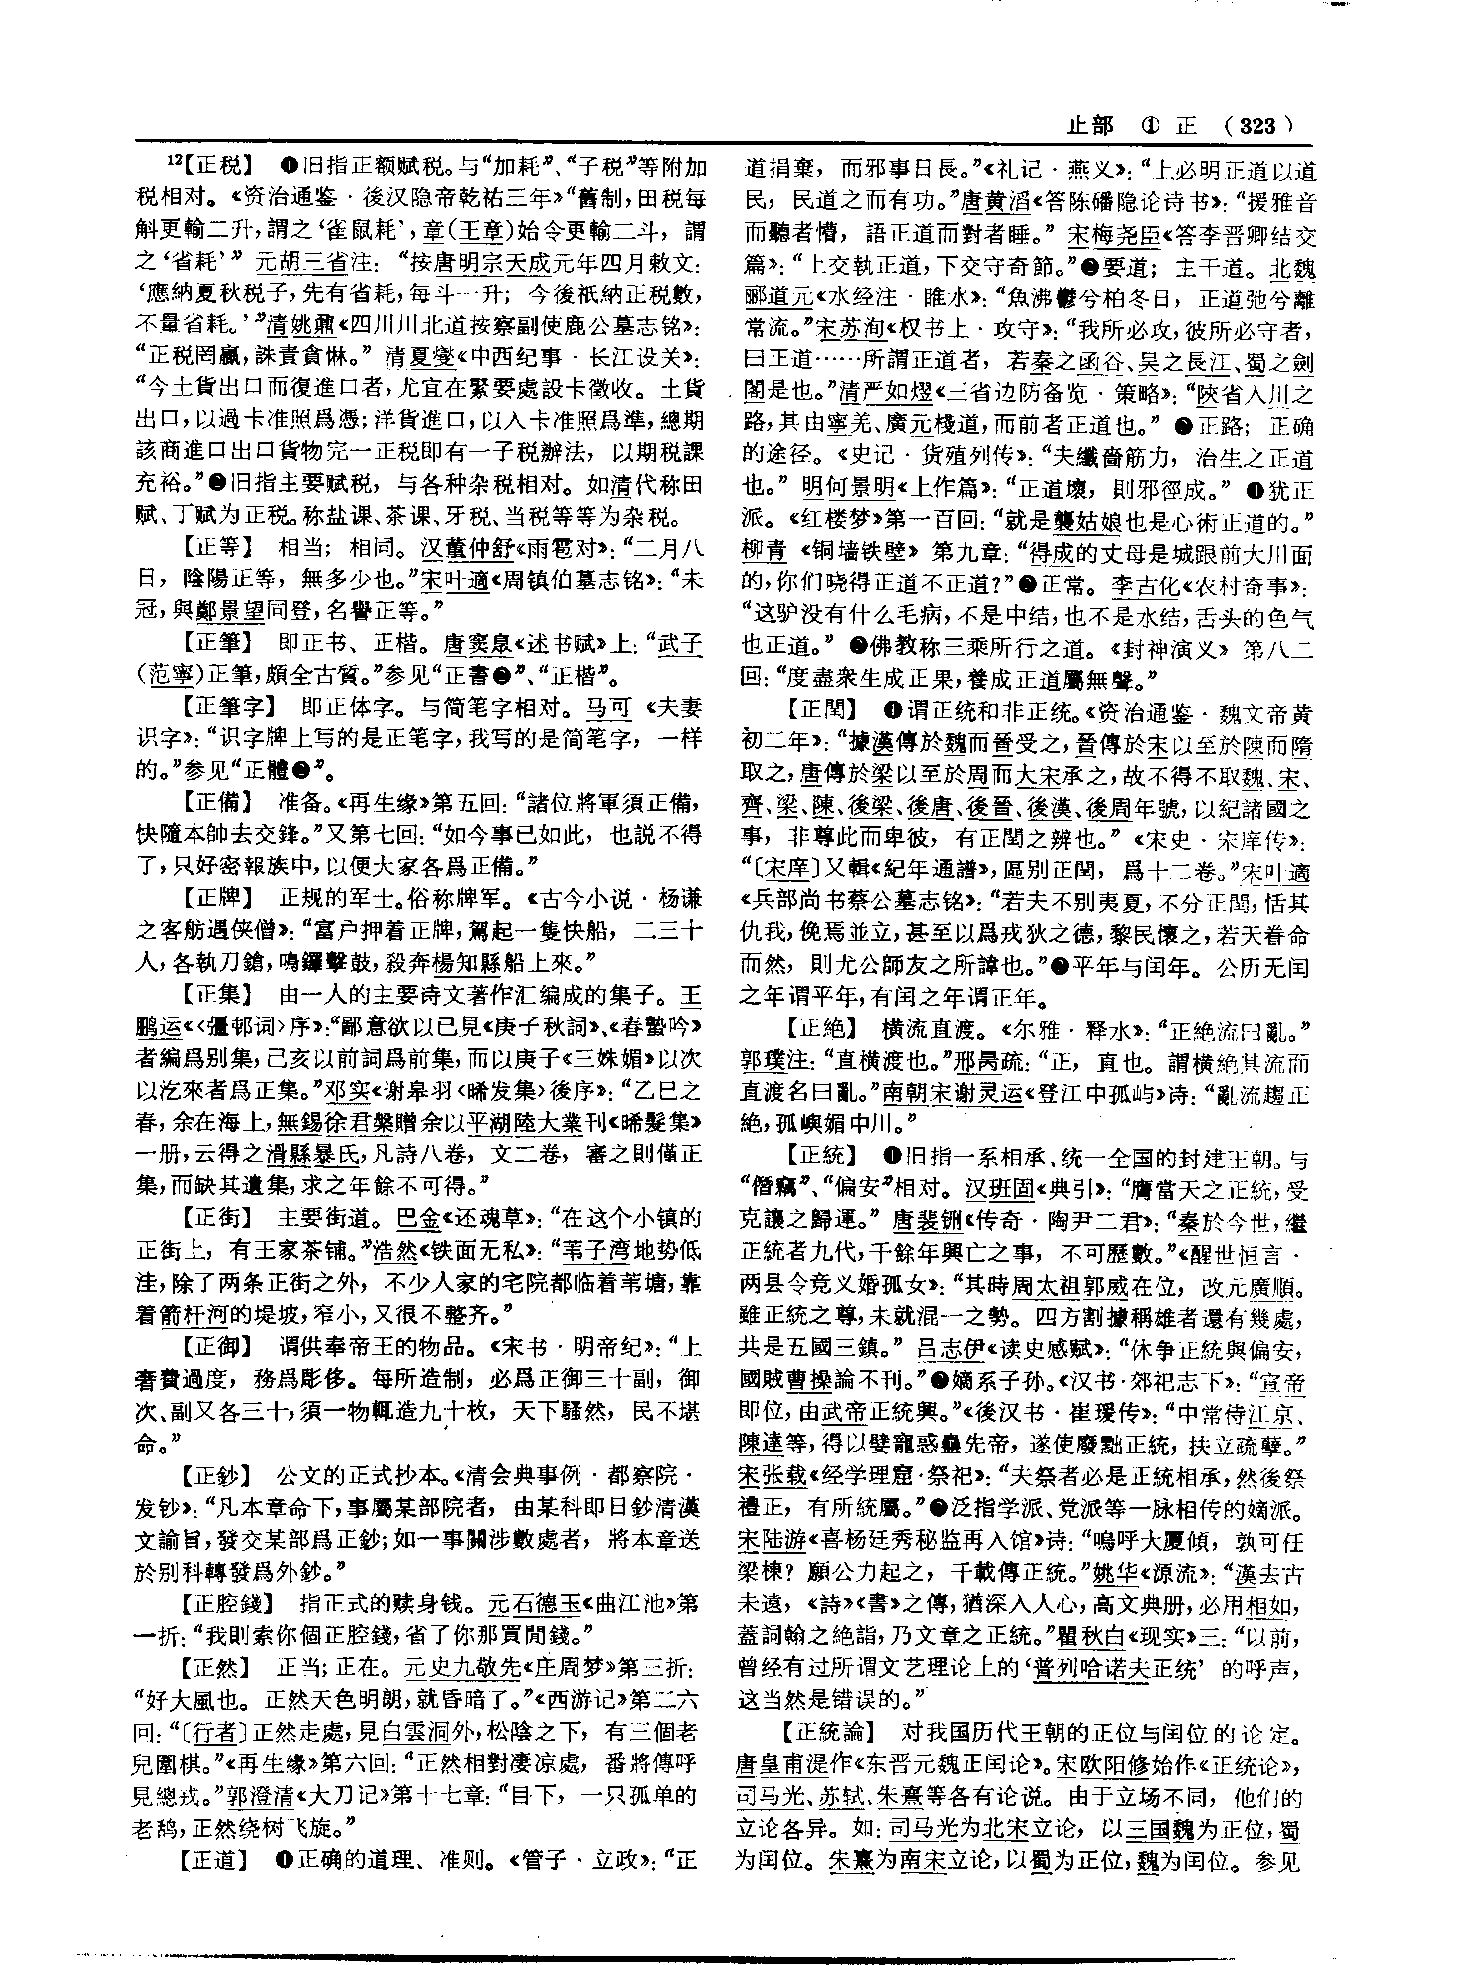 止部 ① 正 (323)
¹²【正税】 ❶旧指正额赋税。与“加耗”、“子税”等附加
税相对。《资治通鉴·後汉隐帝乾祐三年》“舊制，田税每
斛更輸二升，謂之‘雀鼠耗’，章(王章)始令更輸二斗，謂
之‘省耗’” 元胡三省注：“按唐明宗天成元年四月敕文：
‘應納夏秋税子，先有省耗，每斗一升；今後祇納正税數，
不量省耗。’”清姚鼐《四川川北道按察副使鹿公墓志铭》：
“正税罔贏，誅責貪惏。” 清夏燮《中西纪事·长江设关》：
“今土貨出口而復進口者，尤宜在緊要處設卡徵收。土貨
出口，以過卡准照爲憑；洋貨進口，以入卡准照爲準，總期
該商進口出口貨物完一正税即有一子税辦法，以期税課
充裕。”❷旧指主要赋税，与各种杂税相对。如清代称田
赋、丁赋为正税。称盐课、茶课、牙税、当税等等为杂税。
【正等】 相当；相同。汉董仲舒《雨雹对》：“二月八
日，陰陽正等，無多少也。”宋叶適《周镇伯墓志铭》：“未
冠，與鄭景望同登，名譽正等。”
【正筆】 即正书、正楷。唐窦臮《述书赋》上：“武子
(范寧)正筆，頗全古質。”参见“正書❷”、“正楷”。
【正筆字】 即正体字。与简笔字相对。马可《夫妻
识字》：“识字牌上写的是正笔字，我写的是简笔字，一样
的。”参见“正體❷”。
【正備】 准备。《再生缘》第五回：“諸位將軍須正備，
快隨本帥去交鋒。”又第七回：“如今事已如此，也説不得
了，只好密報族中，以便大家各爲正備。”
【正牌】 正规的军士。俗称牌军。《古今小说·杨谦
之客舫遇侠僧》：“富户押着正牌，駕起一隻快船，二三十
人，各執刀鎗，鳴鑼擊鼓，殺奔楊知縣船上來。”
【正集】 由一人的主要诗文著作汇编成的集子。王
鹏运《〈彊邨词〉序》：“鄙意欲以已見《庚子秋詞》、《春蟄吟》
者編爲别集，己亥以前詞爲前集，而以庚子《三姝媚》以次
以汔來者爲正集。”邓实《谢皋羽〈晞发集〉後序》：“乙巳之
春，余在海上，無錫徐君槃贈余以平湖陸大業刊《晞髮集》
一册，云得之滑縣暴氏，凡詩八卷，文二卷，審之則僅正
集，而缺其遺集，求之年餘不可得。”
【正街】 主要街道。巴金《还魂草》：“在这个小镇的
正街上，有王家茶铺。”浩然《铁面无私》：“苇子湾地势低
洼，除了两条正街之外，不少人家的宅院都临着苇塘，靠
着箭杆河的堤坡，窄小，又很不整齐。”
【正御】 谓供奉帝王的物品。《宋书·明帝纪》：“上
奢費過度，務爲彫侈。每所造制，必爲正御三十副，御
次、副又各三十，須一物輒造九十枚，天下騷然，民不堪
命。”
【正鈔】 公文的正式抄本。《清会典事例·都察院·
发钞》：“凡本章命下，事屬某部院者，由某科即日鈔清漢
文諭旨，發交某部爲正鈔；如一事關涉數處者，將本章送
於别科轉發爲外鈔。”
【正腔錢】 指正式的赎身钱。元石德玉《曲江池》第
一折：“我則索你個正腔錢，省了你那買閒錢。”
【正然】 正当；正在。元史九敬先《庄周梦》第三折：
“好大風也。正然天色明朗，就昏暗了。”《西游记》第二六
回：“〔行者〕正然走處，見白雲洞外，松陰之下，有三個老
兒圍棋。”《再生缘》第六回：“正然相對凄凉處，番將傳呼
見總戎。”郭澄清《大刀记》第十七章：“目下，一只孤单的
老鸹，正然绕树飞旋。”
【正道】 ❶正确的道理、准则。《管子·立政》：“正
道捐棄，而邪事日長。”《礼记·燕义》：“上必明正道以道
民，民道之而有功。”唐黄滔《答陈磻隐论诗书》：“援雅音
而聽者懵，語正道而對者睡。” 宋梅尧臣《答李晋卿结交
篇》：“上交執正道，下交守奇節。”❷要道；主干道。北魏
郦道元《水经注·睢水》：“魚沸鬱兮柏冬日，正道弛兮離
常流。”宋苏洵《权书上·攻守》：“我所必攻，彼所必守者，
曰正道……所謂正道者，若秦之函谷、吴之長江、蜀之劍
閣是也。”清严如熤《三省边防备览·策略》：“陝省入川之
路，其由寧羌、廣元棧道，而前者正道也。” ❸正路；正确
的途径。《史记·货殖列传》：“夫纖嗇筋力，治生之正道
也。” 明何景明《上作篇》：“正道壞，則邪徑成。” ❹犹正
派。《红楼梦》第一百回：“就是襲姑娘也是心術正道的。”
柳青《铜墙铁壁》 第九章：“得成的丈母是城跟前大川面
的，你们晓得正道不正道？”❺正常。李古化《农村奇事》：
“这驴没有什么毛病，不是中结，也不是水结，舌头的色气
也正道。” ❻佛教称三乘所行之道。《封神演义》第八二
回：“度盡衆生成正果，養成正道屬無聲。”
【正閏】 ❶谓正统和非正统。《资治通鉴·魏文帝黄
初二年》：“據漢傳於魏而晉受之，晉傳於宋以至於陳而隋
取之，唐傳於梁以至於周而大宋承之，故不得不取魏、宋、
齊、梁、陳、後梁、後唐、後晉、後漢、後周年號，以紀諸國之
事，非尊此而卑彼，有正閏之辨也。” 《宋史·宋庠传》：
“〔宋庠〕又輯《紀年通譜》，區别正閏，爲十二卷。”宋叶適
《兵部尚书蔡公墓志铭》：“若夫不别夷夏，不分正閏，恬其
仇我，俛焉並立，甚至以爲戎狄之德，黎民懷之，若天眷命
而然，則尤公師友之所諱也。”❷平年与闰年。公历无闰
之年谓平年，有闰之年谓正年。
【正絶】 横流直渡。《尔雅·释水》：“正絶流曰亂。”
郭璞注：“直横渡也。”邢昺疏：“正，直也。謂横絶其流而
直渡名曰亂。”南朝宋谢灵运《登江中孤屿》诗：“亂流趨正
絶，孤嶼媚中川。”
【正統】 ❶旧指一系相承、统一全国的封建王朝。与
“僭竊”、“偏安”相对。汉班固《典引》：“膺當天之正統，受
克讓之歸運。” 唐裴铏《传奇·陶尹二君》：“秦於今世，繼
正統者九代，千餘年興亡之事，不可歷數。”《醒世恒言·
两县令竞义婚孤女》：“其時周太祖郭威在位，改元廣順。
雖正統之尊，未就混一之勢。四方割據稱雄者還有幾處，
共是五國三鎮。” 吕志伊《读史感赋》：“休争正統與偏安，
國賊曹操論不刊。”❷嫡系子孙。《汉书·郊祀志下》：“宣帝
即位，由武帝正統興。”《後汉书·崔瑗传》：“中常侍江京、
陳達等，得以嬖寵惑蠱先帝，遂使廢黜正統，扶立疏孽。”
宋张载《经学理窟·祭祀》：“夫祭者必是正統相承，然後祭
禮正，有所統屬。”❸泛指学派、党派等一脉相传的嫡派。
宋陆游《喜杨廷秀秘监再入馆》诗：“嗚呼大厦傾，孰可任
梁棟？願公力起之，千載傳正統。”姚华《源流》：“漢去古
未遠，《詩》《書》之傳，猶深入人心，高文典册，必用相如，
蓋詞翰之絶詣，乃文章之正統。”瞿秋白《现实》三：“以前，
曾经有过所谓文艺理论上的‘普列哈诺夫正统’ 的呼声，
这当然是错误的。”
【正統論】 对我国历代王朝的正位与闰位的论定。
唐皇甫湜作《东晋元魏正闰论》。宋欧阳修始作《正统论》，
司马光、苏轼、朱熹等各有论说。由于立场不同，他们的
立论各异。如：司马光为北宋立论，以三国魏为正位，蜀
为闰位。朱熹为南宋立论，以蜀为正位，魏为闰位。参见